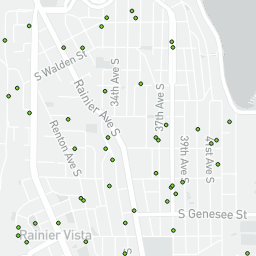 S Walden St
34th Ave S
Rainier Ave S
37th Ave S
Renton Ave S
39th Ave S
41st Ave S
S Genesee St
Rainier Vista